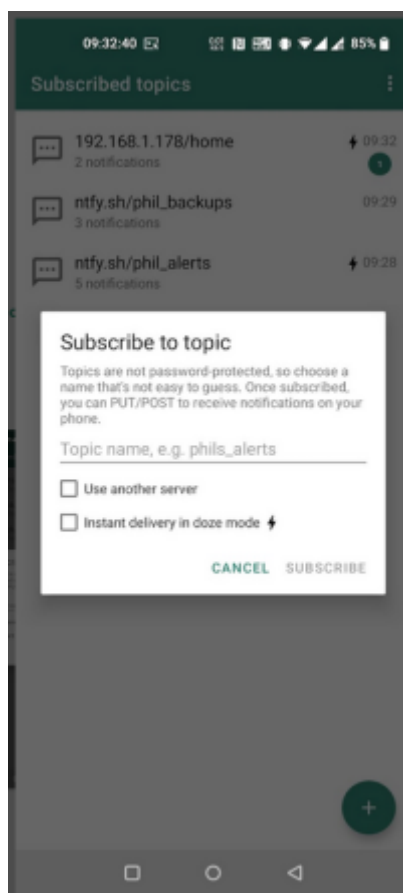 09:32:40 85%
Subscribed topics
192.168.1.178/home 09:32
2 notifications 1
ntfy.sh/phil_backups 09:29
3 notifications
ntfy.sh/phil_alerts 09:28
5 notifications
Subscribe to topic
Topics are not password-protected, so choose a
name that's not easy to guess. Once subscribed,
you can PUT/POST to receive notifications on your
phone.
Topic name, e.g. phils_alerts
Use another server
Instant delivery in doze mode
CANCEL SUBSCRIBE